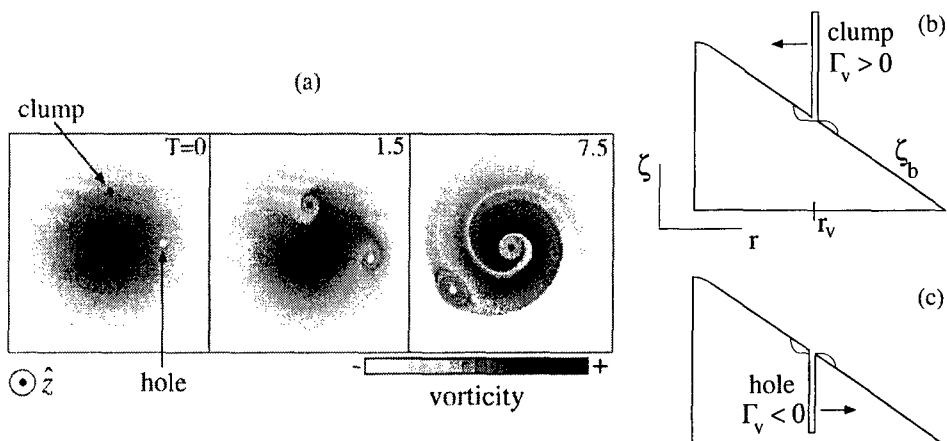 (a)
clump
T=0
1.5
7.5
hole
ẑ
- +
vorticity
(b)
clump
Γv > 0
ζ
ζb
r
rv
(c)
hole
Γv < 0